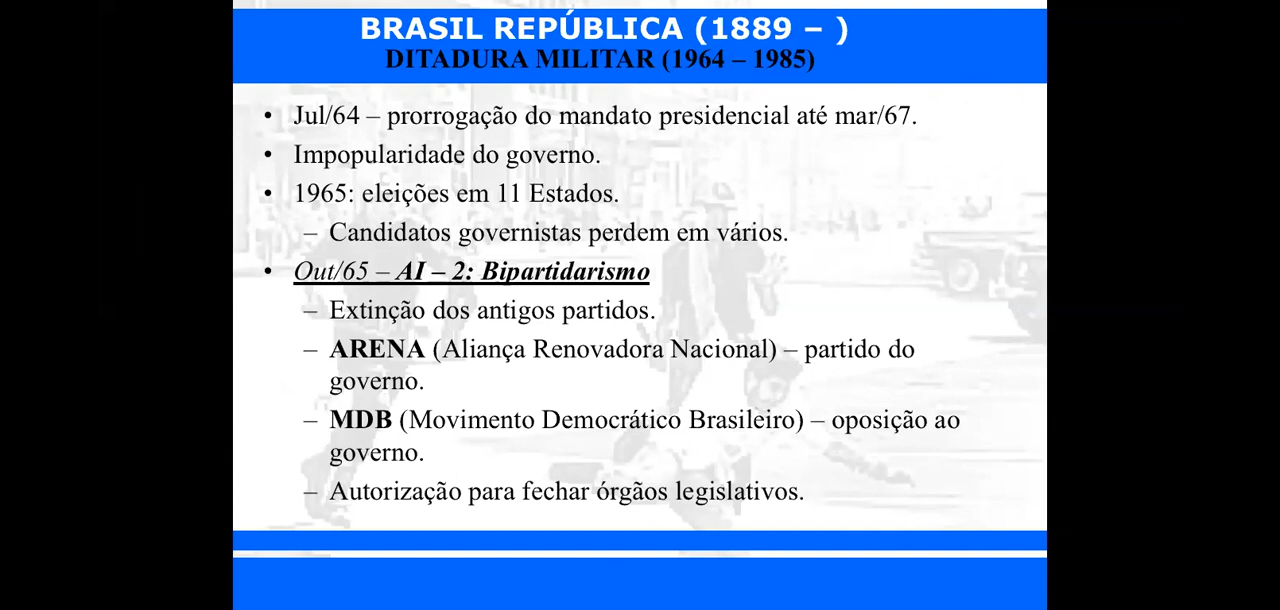 BRASIL REPÚBLICA (1889 – )
DITADURA MILITAR (1964 – 1985)
• Jul/64 – prorrogação do mandato presidencial até mar/67.
• Impopularidade do governo.
• 1965: eleições em 11 Estados.
– Candidatos governistas perdem em vários.
• Out/65 – AI – 2: Bipartidarismo
– Extinção dos antigos partidos.
– ARENA (Aliança Renovadora Nacional) – partido do
governo.
– MDB (Movimento Democrático Brasileiro) – oposição ao
governo.
– Autorização para fechar órgãos legislativos.